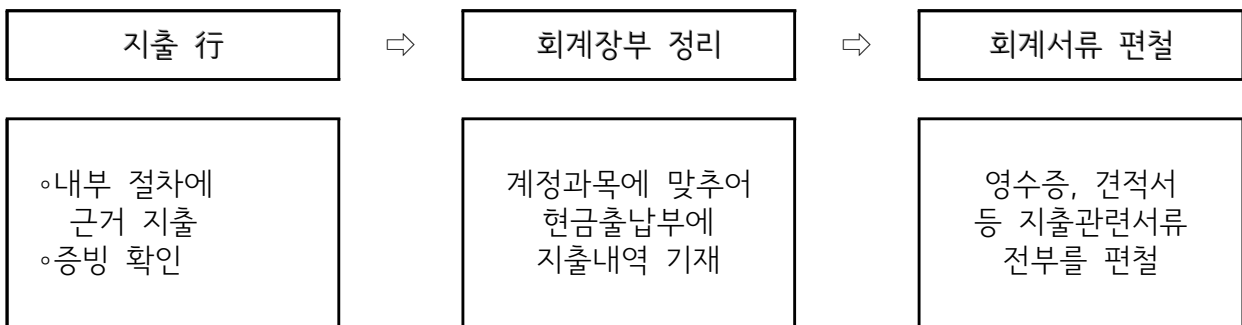 지출 行 ⇨ 회계장부 정리 ⇨ 회계서류 편철
◦내부 절차에
근거 지출
◦증빙 확인
계정과목에 맞추어
현금출납부에
지출내역 기재
영수증, 견적서
등 지출관련서류
전부를 편철